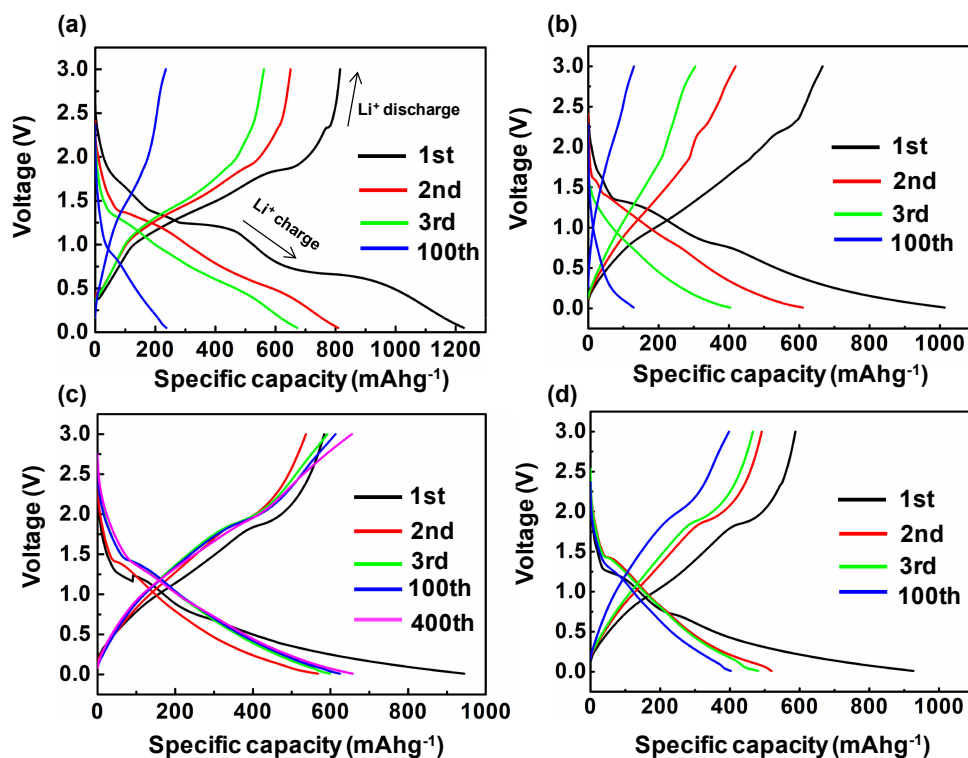 (a)
Voltage (V)
3.0
2.5
2.0
1.5
1.0
0.5
0.0
0 200 400 600 800 1000 1200
Specific capacity (mAhg⁻¹)
Li⁺ discharge
Li⁺ charge
1st
2nd
3rd
100th
(b)
Voltage (V)
3.0
2.5
2.0
1.5
1.0
0.5
0.0
0 200 400 600 800 1000
Specific capacity (mAhg⁻¹)
1st
2nd
3rd
100th
(c)
Voltage (V)
3.0
2.5
2.0
1.5
1.0
0.5
0.0
0 200 400 600 800 1000
Specific capacity (mAhg⁻¹)
1st
2nd
3rd
100th
400th
(d)
Voltage (V)
3.0
2.5
2.0
1.5
1.0
0.5
0.0
0 200 400 600 800 1000
Specific capacity (mAhg⁻¹)
1st
2nd
3rd
100th